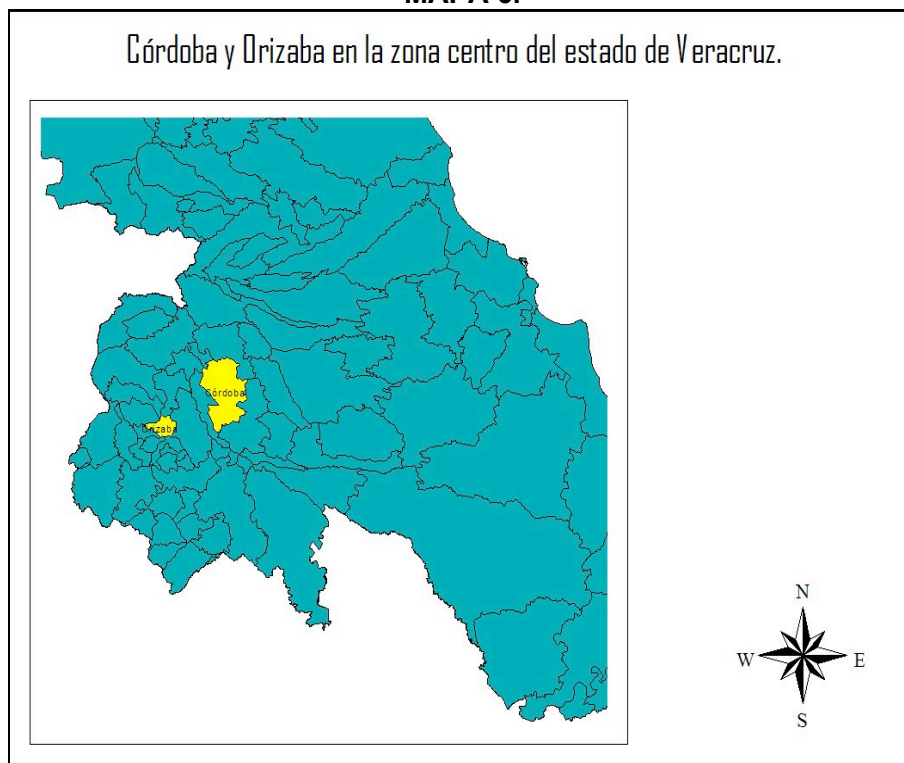 Córdoba y Orizaba en la zona centro del estado de Veracruz.
Córdoba
Orizaba
N
W
E
S